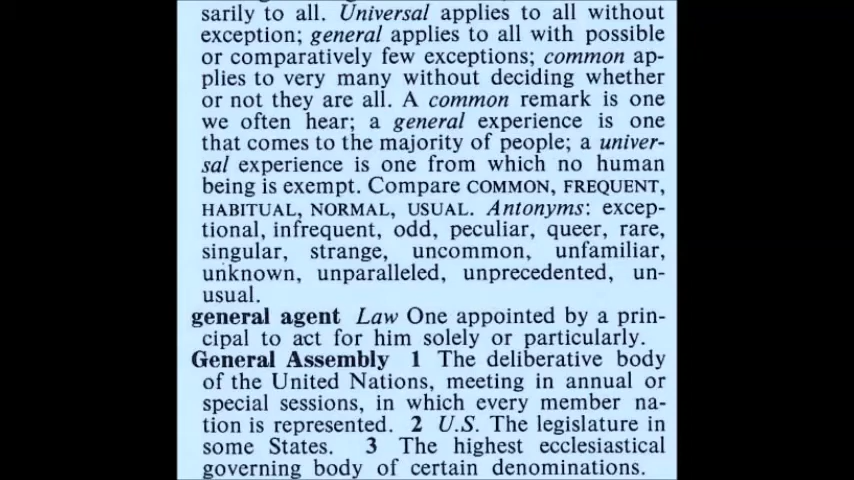 sarily to all. Universal applies to all without
exception; general applies to all with possible
or comparatively few exceptions; common ap-
plies to very many without deciding whether
or not they are all. A common remark is one
we often hear; a general experience is one
that comes to the majority of people; a univer-
sal experience is one from which no human
being is exempt. Compare COMMON, FREQUENT,
HABITUAL, NORMAL, USUAL. Antonyms: excep-
tional, infrequent, odd, peculiar, queer, rare,
singular, strange, uncommon, unfamiliar,
unknown, unparalleled, unprecedented, un-
usual.
general agent Law One appointed by a prin-
cipal to act for him solely or particularly.
General Assembly 1 The deliberative body
of the United Nations, meeting in annual or
special sessions, in which every member na-
tion is represented. 2 U.S. The legislature in
some States. 3 The highest ecclesiastical
governing body of certain denominations.